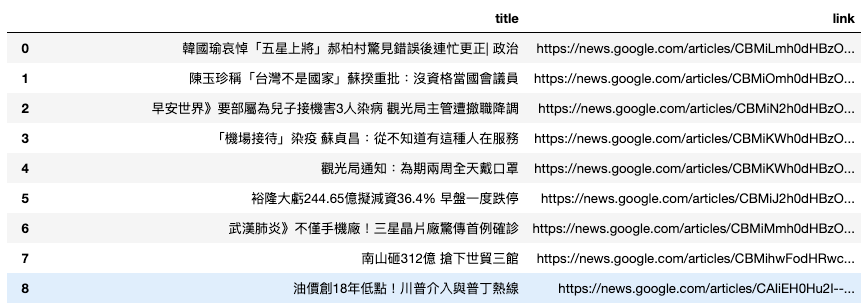 title link
0 韓國瑜哀悼「五星上將」郝柏村驚見錯誤後連忙更正| 政治 https://news.google.com/articles/CBMiLmh0dHBzO...
1 陳玉珍稱「台灣不是國家」蘇揆重批：沒資格當國會議員 https://news.google.com/articles/CBMiOmh0dHBzO...
2 早安世界》要部屬為兒子接機害3人染病 觀光局主管遭撤職降調 https://news.google.com/articles/CBMiN2h0dHBzO...
3 「機場接待」染疫 蘇貞昌：從不知道有這種人在服務 https://news.google.com/articles/CBMiKWh0dHBzO...
4 觀光局通知：為期兩周全天戴口罩 https://news.google.com/articles/CBMiKWh0dHBzO...
5 裕隆大虧244.65億擬減資36.4% 早盤一度跌停 https://news.google.com/articles/CBMiJ2h0dHBzO...
6 武漢肺炎》不僅手機廠！三星晶片廠驚傳首例確診 https://news.google.com/articles/CBMiMmh0dHBzO...
7 南山砸312億 搶下世貿三館 https://news.google.com/articles/CBMihwFodHRwc...
8 油價創18年低點！川普介入與普丁熱線 https://news.google.com/articles/CAIiEH0Hu2I--...